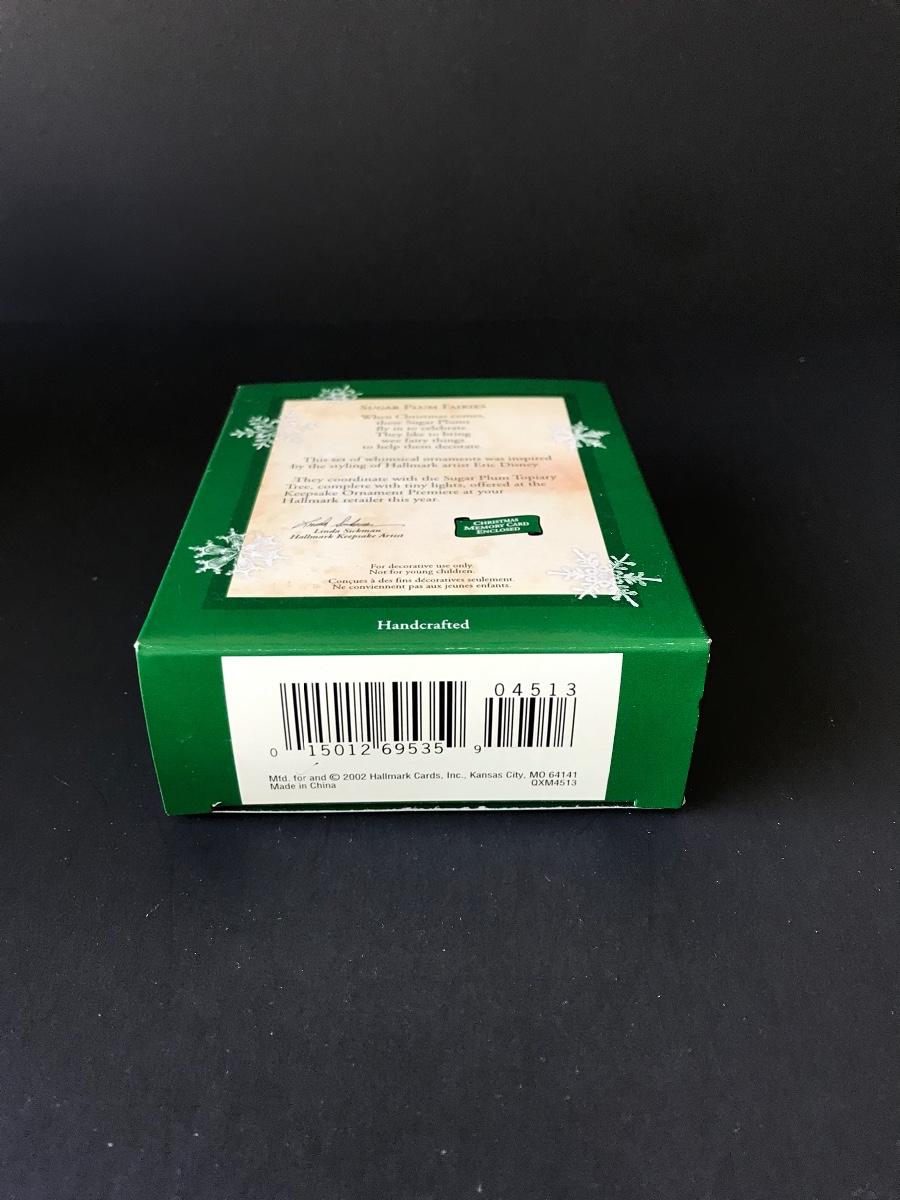 SUGAR PLUM FAIRIES
When Christmas comes,
these Sugar Plums
fly in to celebrate.
They like to bring
wee fairy things
to help them decorate.
This set of whimsical ornaments was inspired
by the styling of Hallmark artist Eric Disney.
They coordinate with the Sugar Plum Topiary
Tree, complete with tiny lights, offered at the
Keepsake Ornament Premiere at your
Hallmark retailer this year.
Linda Sickman
Linda Sickman
Hallmark Keepsake Artist
CHRISTMAS
MEMORY CARD
ENCLOSED
For decorative use only.
Not for young children.
Conçues à des fins décoratives seulement.
Ne conviennent pas aux jeunes enfants.
Handcrafted
04513
0 15012 69535 9
Mfd. for and © 2002 Hallmark Cards, Inc., Kansas City, MO 64141
Made in China QXM4513